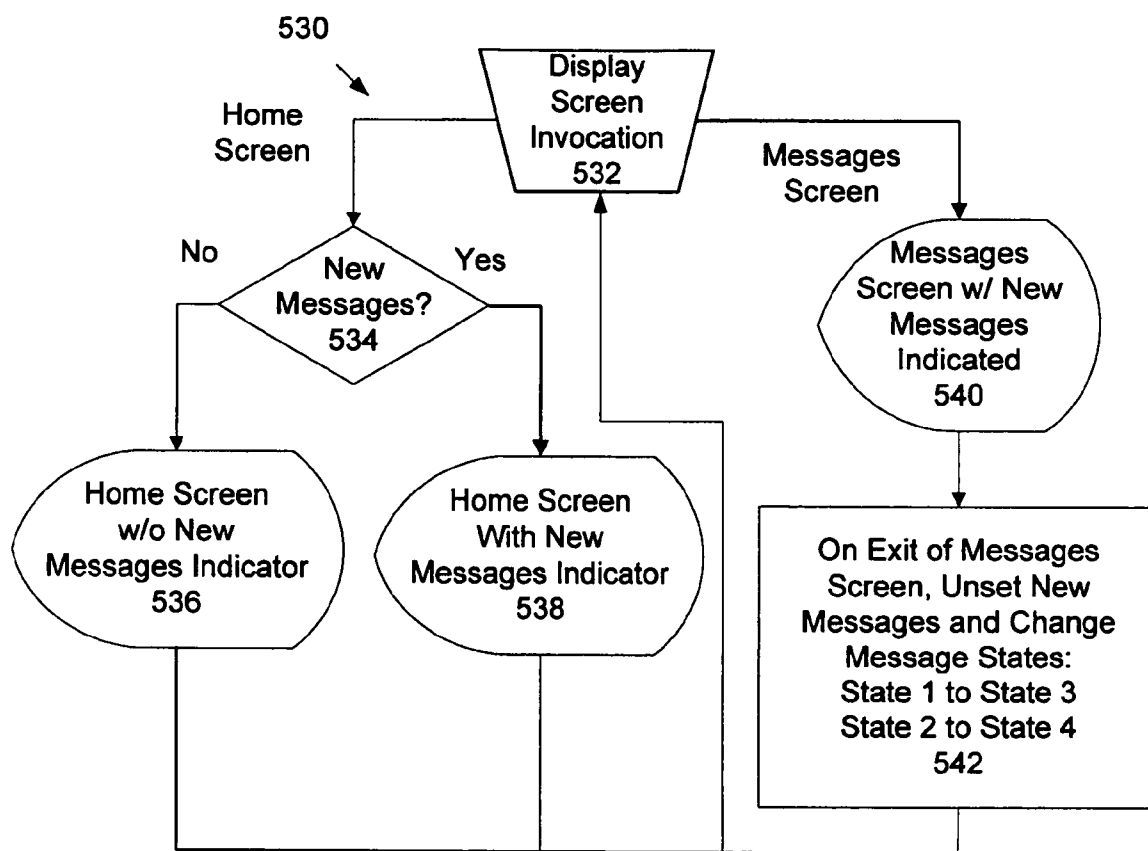 530
Display
Screen
Invocation
532
Home
Screen
Messages
Screen
No
Yes
New
Messages?
534
Messages
Screen w/ New
Messages
Indicated
540
Home Screen
w/o New
Messages Indicator
536
Home Screen
With New
Messages Indicator
538
On Exit of Messages
Screen, Unset New
Messages and Change
Message States:
State 1 to State 3
State 2 to State 4
542